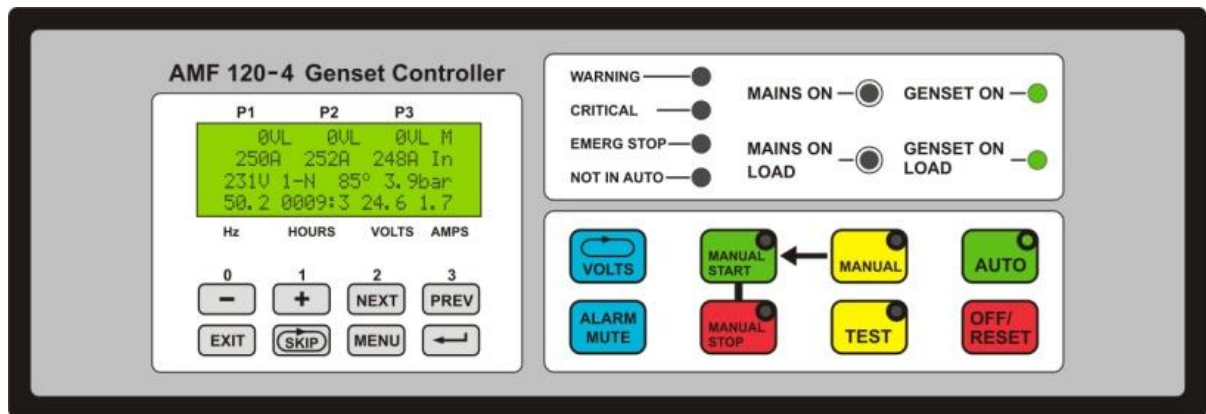 AMF 120-4 Genset Controller
P1 P2 P3
0VL 0VL 0VL M
250A 252A 248A In
231V 1-N 85° 3.9bar
50.2 0009:3 24.6 1.7
Hz HOURS VOLTS AMPS
0 1 2 3
- + NEXT PREV
EXIT SKIP MENU
WARNING
CRITICAL
EMERG STOP
NOT IN AUTO
MAINS ON
GENSET ON
MAINS ON
LOAD
GENSET ON
LOAD
VOLTS
MANUAL
START
MANUAL
AUTO
ALARM
MUTE
MANUAL
STOP
TEST
OFF/
RESET